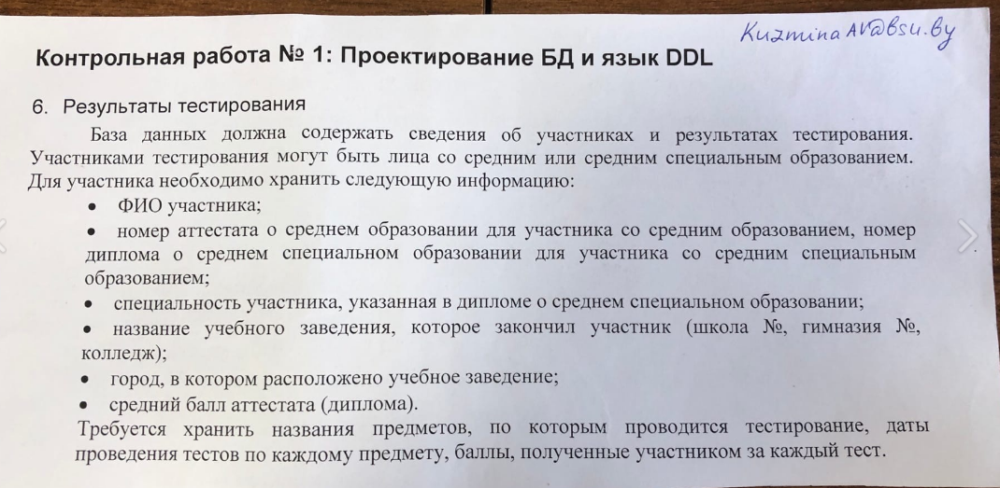 KuzminaAV@bsu.by
Контрольная работа № 1: Проектирование БД и язык DDL
6. Результаты тестирования
База данных должна содержать сведения об участниках и результатах тестирования.
Участниками тестирования могут быть лица со средним или средним специальным образованием.
Для участника необходимо хранить следующую информацию:
• ФИО участника;
• номер аттестата о среднем образовании для участника со средним образованием, номер
диплома о среднем специальном образовании для участника со средним специальным
образованием;
• специальность участника, указанная в дипломе о среднем специальном образовании;
• название учебного заведения, которое закончил участник (школа №, гимназия №,
колледж);
• город, в котором расположено учебное заведение;
• средний балл аттестата (диплома).
Требуется хранить названия предметов, по которым проводится тестирование, даты
проведения тестов по каждому предмету, баллы, полученные участником за каждый тест.